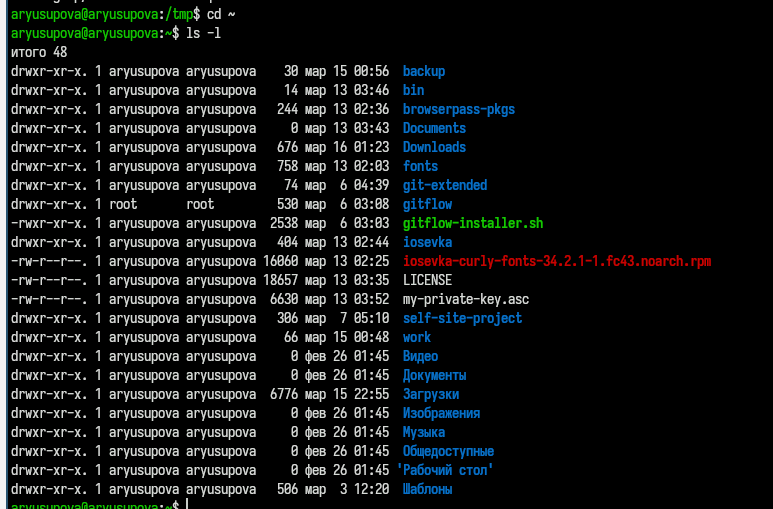 aryusupova@aryusupova:/tmp$ cd ~
aryusupova@aryusupova:~$ ls -l
итого 48
drwxr-xr-x. 1 aryusupova aryusupova    30 мар 15 00:56  backup
drwxr-xr-x. 1 aryusupova aryusupova    14 мар 13 03:46  bin
drwxr-xr-x. 1 aryusupova aryusupova   244 мар 13 02:36  browserpass-pkgs
drwxr-xr-x. 1 aryusupova aryusupova     0 мар 13 03:43  Documents
drwxr-xr-x. 1 aryusupova aryusupova   676 мар 16 01:23  Downloads
drwxr-xr-x. 1 aryusupova aryusupova   758 мар 13 02:03  fonts
drwxr-xr-x. 1 aryusupova aryusupova    74 мар  6 04:39  git-extended
drwxr-xr-x. 1 root       root         530 мар  6 03:08  gitflow
-rwxr-xr-x. 1 aryusupova aryusupova  2538 мар  6 03:03  gitflow-installer.sh
drwxr-xr-x. 1 aryusupova aryusupova   404 мар 13 02:44  iosevka
-rw-r--r--. 1 aryusupova aryusupova 16060 мар 13 02:25  iosevka-curly-fonts-34.2.1-1.fc43.noarch.rpm
-rw-r--r--. 1 aryusupova aryusupova 18657 мар 13 03:35  LICENSE
-rw-r--r--. 1 aryusupova aryusupova  6630 мар 13 03:52  my-private-key.asc
drwxr-xr-x. 1 aryusupova aryusupova   306 мар  7 05:10  self-site-project
drwxr-xr-x. 1 aryusupova aryusupova    66 мар 15 00:48  work
drwxr-xr-x. 1 aryusupova aryusupova     0 фев 26 01:45  Видео
drwxr-xr-x. 1 aryusupova aryusupova     0 фев 26 01:45  Документы
drwxr-xr-x. 1 aryusupova aryusupova  6776 мар 15 22:55  Загрузки
drwxr-xr-x. 1 aryusupova aryusupova     0 фев 26 01:45  Изображения
drwxr-xr-x. 1 aryusupova aryusupova     0 фев 26 01:45  Музыка
drwxr-xr-x. 1 aryusupova aryusupova     0 фев 26 01:45  Общедоступные
drwxr-xr-x. 1 aryusupova aryusupova     0 фев 26 01:45 'Рабочий стол'
drwxr-xr-x. 1 aryusupova aryusupova   506 мар  3 12:20  Шаблоны
aryusupova@aryusupova:~$